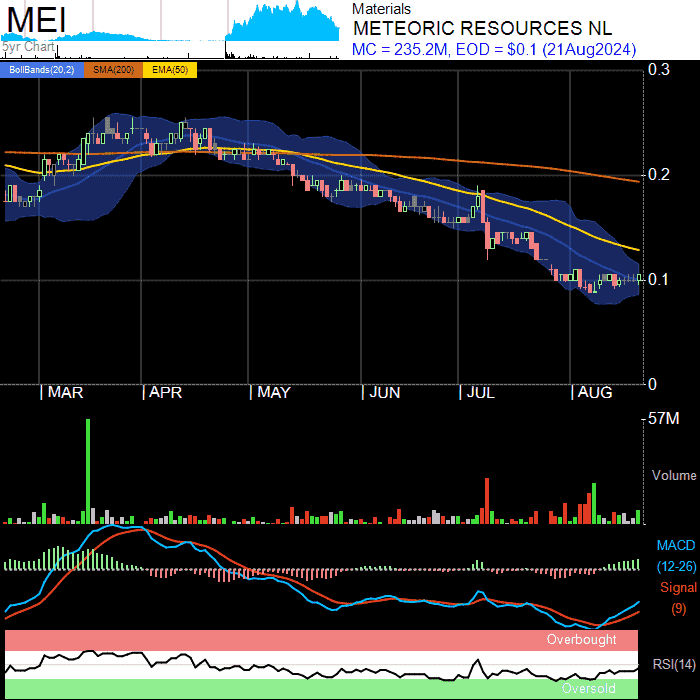 MEI
5yr Chart
Materials
METEORIC RESOURCES NL
MC = 235.2M, EOD = $0.1 (21Aug2024)
BollBands(20,2) SMA(200) EMA(50)
0.3
0.2
0.1
0
MAR APR MAY JUN JUL AUG
57M
Volume
MACD
(12-26)
Signal
(9)
Overbought
RSI(14)
Oversold